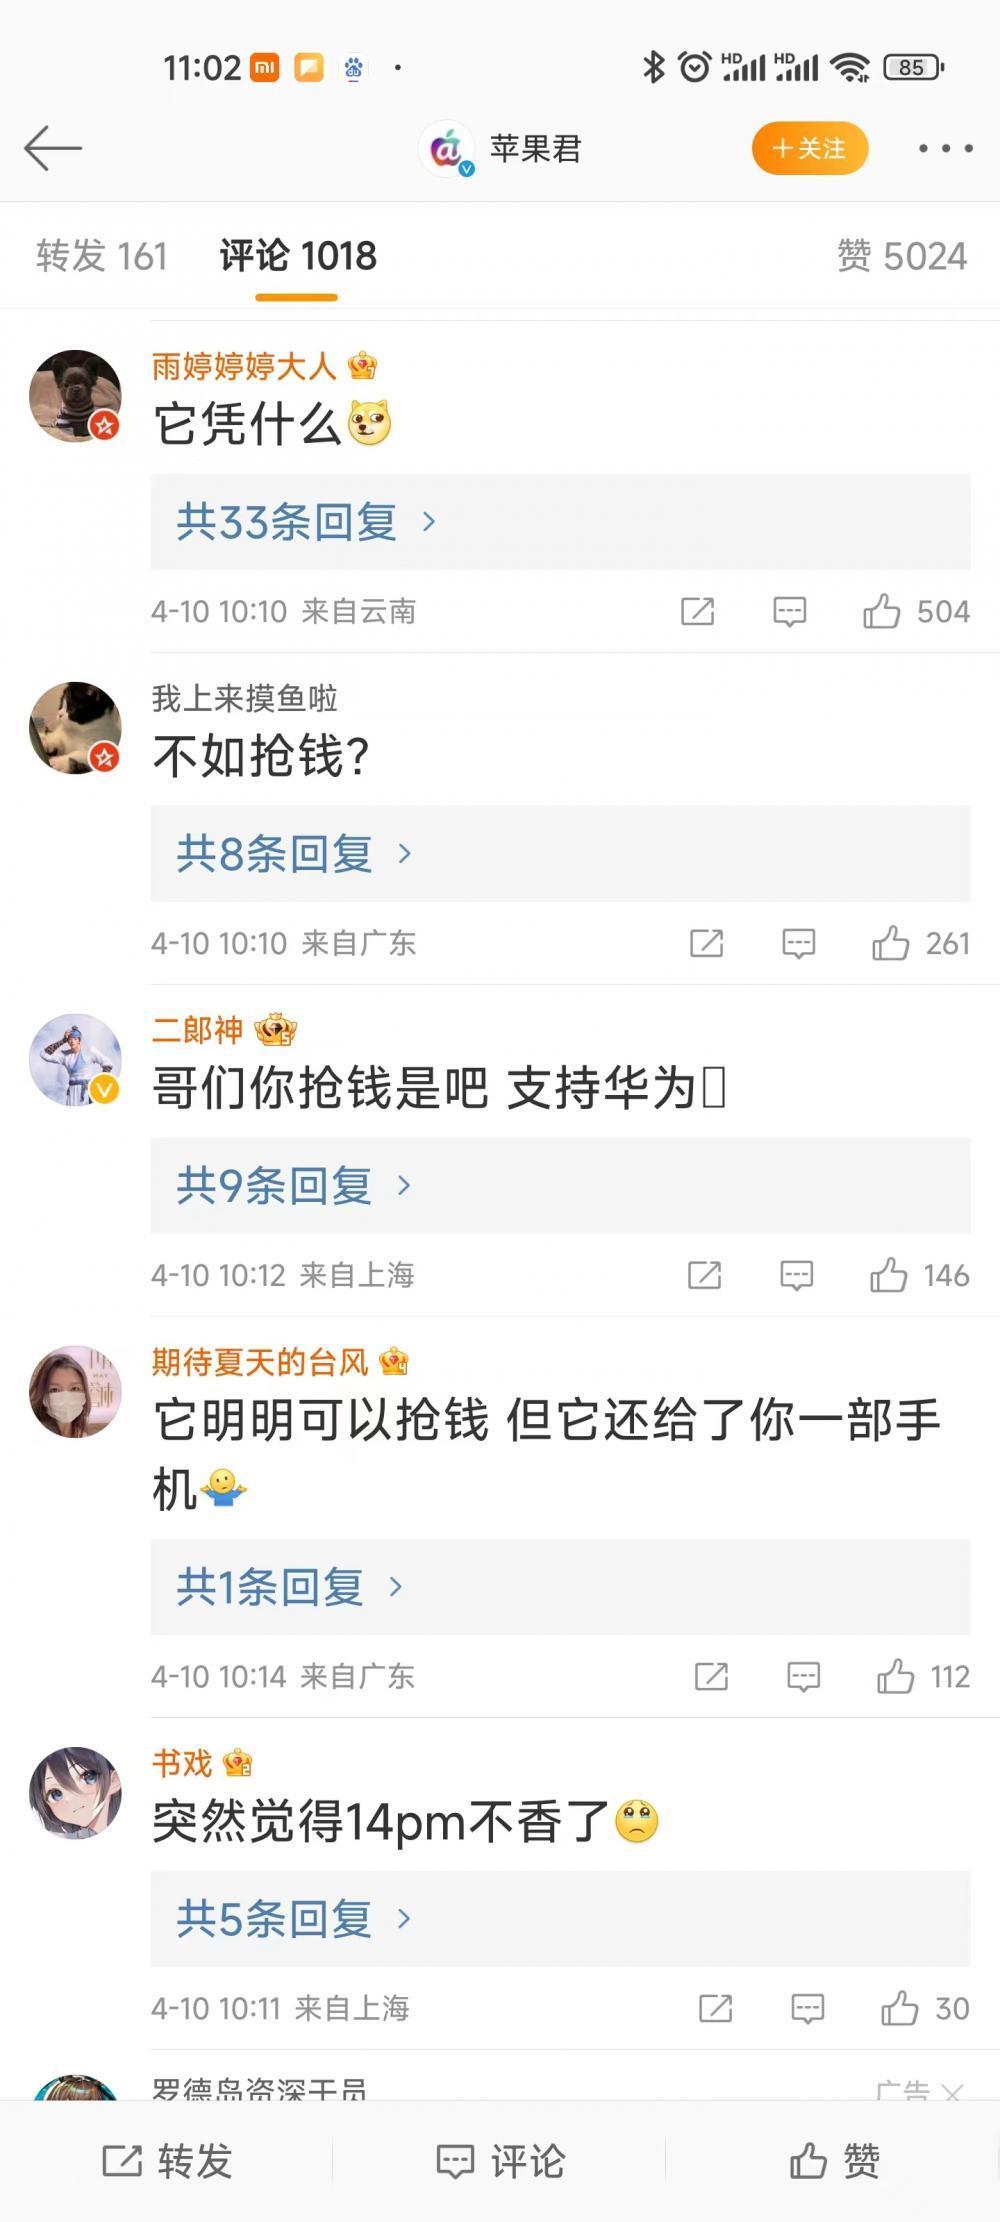 11:02
HD HD 85
苹果君
+关注
转发 161 评论 1018 赞 5024
雨婷婷婷大人
它凭什么
共33条回复
4-10 10:10 来自云南 504
我上来摸鱼啦
不如抢钱?
共8条回复
4-10 10:10 来自广东 261
二郎神
哥们你抢钱是吧 支持华为
共9条回复
4-10 10:12 来自上海 146
期待夏天的台风
它明明可以抢钱 但它还给了你一部手
机
共1条回复
4-10 10:14 来自广东 112
书戏
突然觉得14pm不香了
共5条回复
4-10 10:11 来自上海 30
罗德岛资深干员 广告
转发 评论 赞